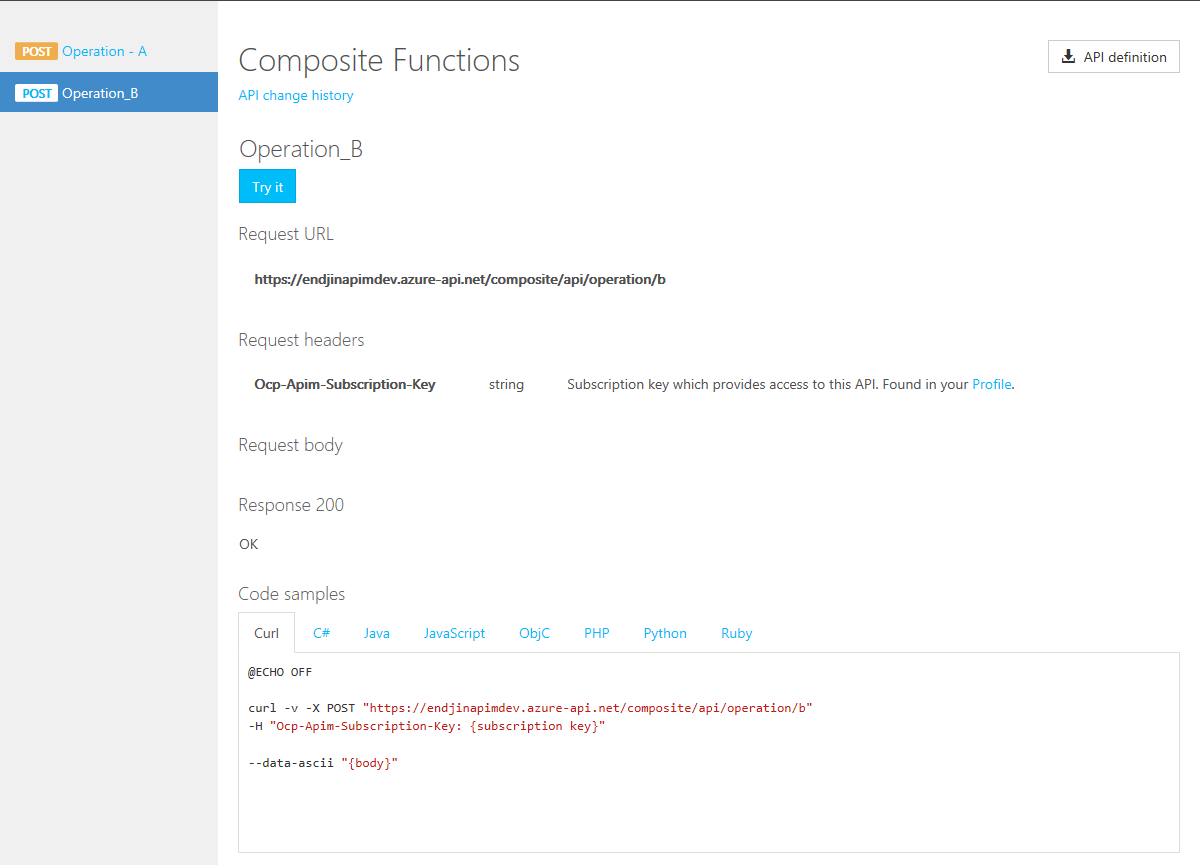 POST Operation - A
POST Operation_B
Composite Functions
API definition
API change history
Operation_B
Try it
Request URL
https://endjinapimdev.azure-api.net/composite/api/operation/b
Request headers
Ocp-Apim-Subscription-Key string Subscription key which provides access to this API. Found in your Profile.
Request body
Response 200
OK
Code samples
Curl C# Java JavaScript ObjC PHP Python Ruby
@ECHO OFF
curl -v -X POST "https://endjinapimdev.azure-api.net/composite/api/operation/b"
-H "Ocp-Apim-Subscription-Key: {subscription key}"
--data-ascii "{body}"